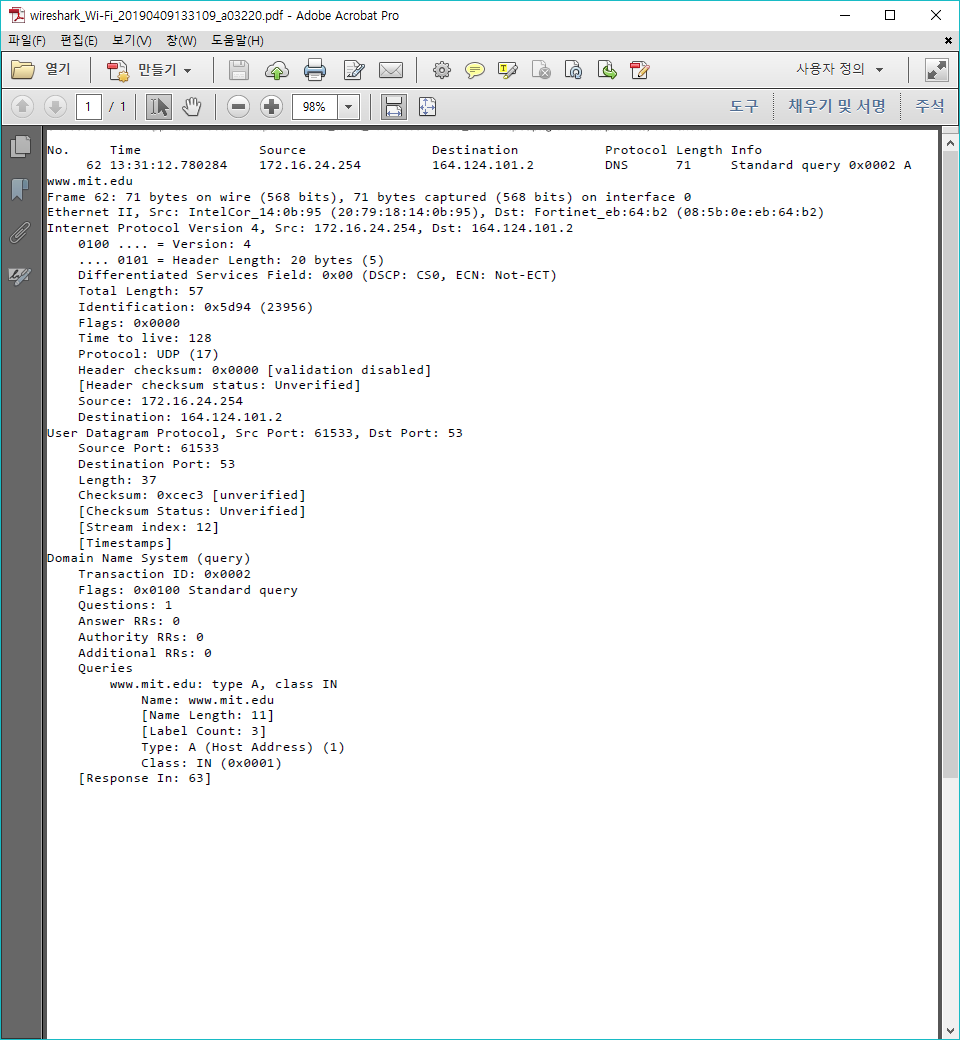 wireshark_Wi-Fi_20190409133109_a03220.pdf - Adobe Acrobat Pro
파일(F) 편집(E) 보기(V) 창(W) 도움말(H)
열기 만들기 사용자 정의
1 / 1 98% 도구 채우기 및 서명 주석
No. Time Source Destination Protocol Length Info
62 13:31:12.780284 172.16.24.254 164.124.101.2 DNS 71 Standard query 0x0002 A
www.mit.edu
Frame 62: 71 bytes on wire (568 bits), 71 bytes captured (568 bits) on interface 0
Ethernet II, Src: IntelCor_14:0b:95 (20:79:18:14:0b:95), Dst: Fortinet_eb:64:b2 (08:5b:0e:eb:64:b2)
Internet Protocol Version 4, Src: 172.16.24.254, Dst: 164.124.101.2
0100 .... = Version: 4
.... 0101 = Header Length: 20 bytes (5)
Differentiated Services Field: 0x00 (DSCP: CS0, ECN: Not-ECT)
Total Length: 57
Identification: 0x5d94 (23956)
Flags: 0x0000
Time to live: 128
Protocol: UDP (17)
Header checksum: 0x0000 [validation disabled]
[Header checksum status: Unverified]
Source: 172.16.24.254
Destination: 164.124.101.2
User Datagram Protocol, Src Port: 61533, Dst Port: 53
Source Port: 61533
Destination Port: 53
Length: 37
Checksum: 0xcec3 [unverified]
[Checksum Status: Unverified]
[Stream index: 12]
[Timestamps]
Domain Name System (query)
Transaction ID: 0x0002
Flags: 0x0100 Standard query
Questions: 1
Answer RRs: 0
Authority RRs: 0
Additional RRs: 0
Queries
www.mit.edu: type A, class IN
Name: www.mit.edu
[Name Length: 11]
[Label Count: 3]
Type: A (Host Address) (1)
Class: IN (0x0001)
[Response In: 63]